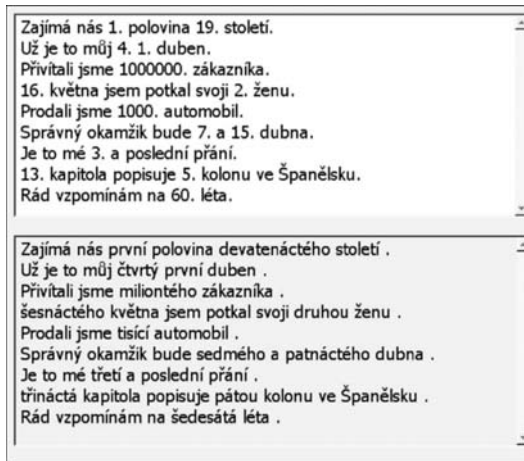 Zajímá nás 1. polovina 19. století.
Už je to můj 4. 1. duben.
Přivítali jsme 1000000. zákazníka.
16. května jsem potkal svoji 2. ženu.
Prodali jsme 1000. automobil.
Správný okamžik bude 7. a 15. dubna.
Je to mé 3. a poslední přání.
13. kapitola popisuje 5. kolonu ve Španělsku.
Rád vzpomínám na 60. léta.
Zajímá nás první polovina devatenáctého století .
Už je to můj čtvrtý první duben .
Přivítali jsme miliontého zákazníka .
šesnáctého května jsem potkal svoji druhou ženu .
Prodali jsme tisící automobil .
Správný okamžik bude sedmého a patnáctého dubna .
Je to mé třetí a poslední přání .
třináctá kapitola popisuje pátou kolonu ve Španělsku .
Rád vzpomínám na šedesátá léta .